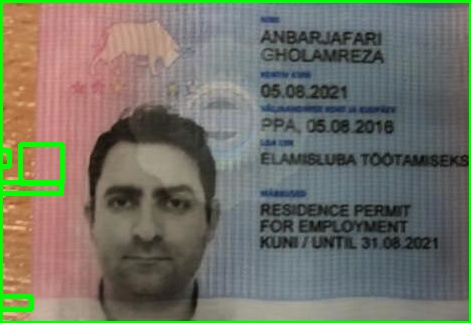 NIMI
ANBARJAFARI
GHOLAMREZA
KEHTIV KUNI
05.08.2021
VÄLJAANDMISE KOHT JA KUUPÄEV
PPA, 05.08.2016
LOA LIIK
ELAMISLUBA TÖÖTAMISEKS
MÄRKUSED
RESIDENCE PERMIT
FOR EMPLOYMENT
KUNI / UNTIL 31.08.2021